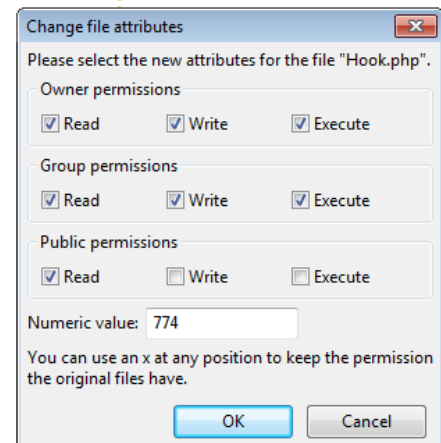 Change file attributes
Please select the new attributes for the file "Hook.php".
Owner permissions
Read Write Execute
Group permissions
Read Write Execute
Public permissions
Read Write Execute
Numeric value: 774
You can use an x at any position to keep the permission
the original files have.
OK Cancel